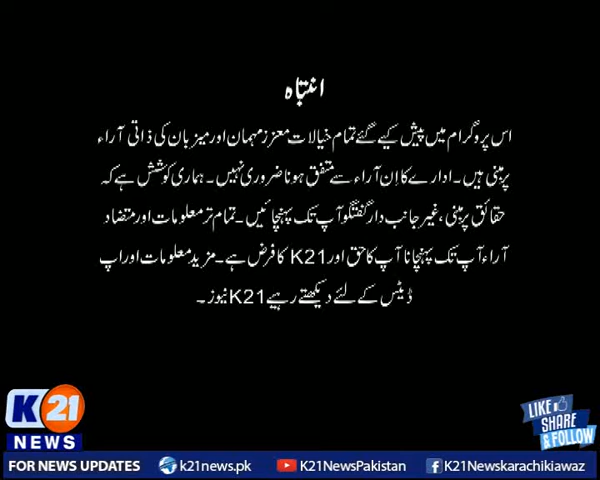 انتباہ
اس پروگرام میں پیش کیے گئے تمام خیالات معزز مہمان اور میزبان کی ذاتی آراء
پر مبنی ہیں۔ ادارے کا اِن آراء سے متفق ہونا ضروری نہیں۔ ہماری کوشش ہے کہ
حقائق پر مبنی، غیر جانب دار گفتگو آپ تک پہنچائیں۔ تمام تر معلومات اور متضاد
آراء آپ تک پہنچانا آپ کا حق اور K21 کا فرض ہے۔ مزید معلومات اور اپ
ڈیٹس کے لئے دیکھتے رہیے K21 نیوز۔
K21
NEWS
LIKE
SHARE
& FOLLOW
FOR NEWS UPDATES k21news.pk K21NewsPakistan K21Newskarachikiawaz